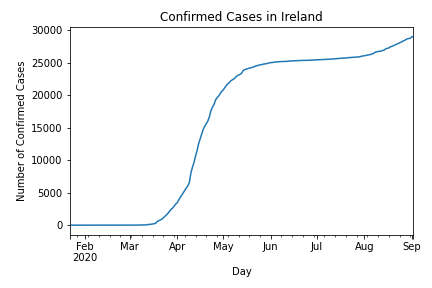 Confirmed Cases in Ireland
Number of Confirmed Cases
30000
25000
20000
15000
10000
5000
0
Feb Mar Apr May Jun Jul Aug Sep
2020
Day